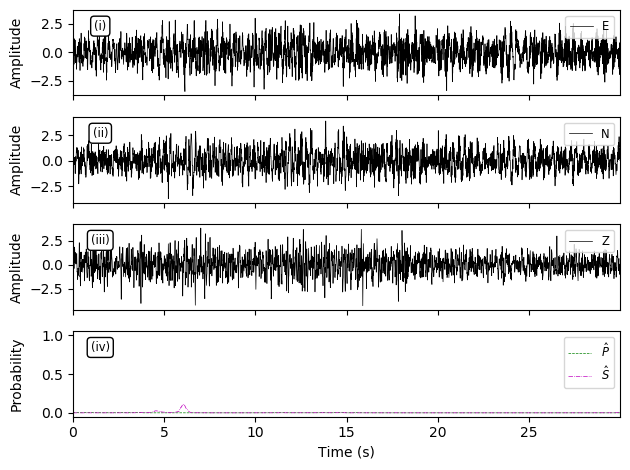 Amplitude
2.5
0.0
−2.5
(i)
E
Amplitude
2.5
0.0
−2.5
(ii)
N
Amplitude
2.5
0.0
−2.5
(iii)
Z
Probability
1.0
0.5
0.0
(iv)
P̂
Ŝ
0 5 10 15 20 25
Time (s)